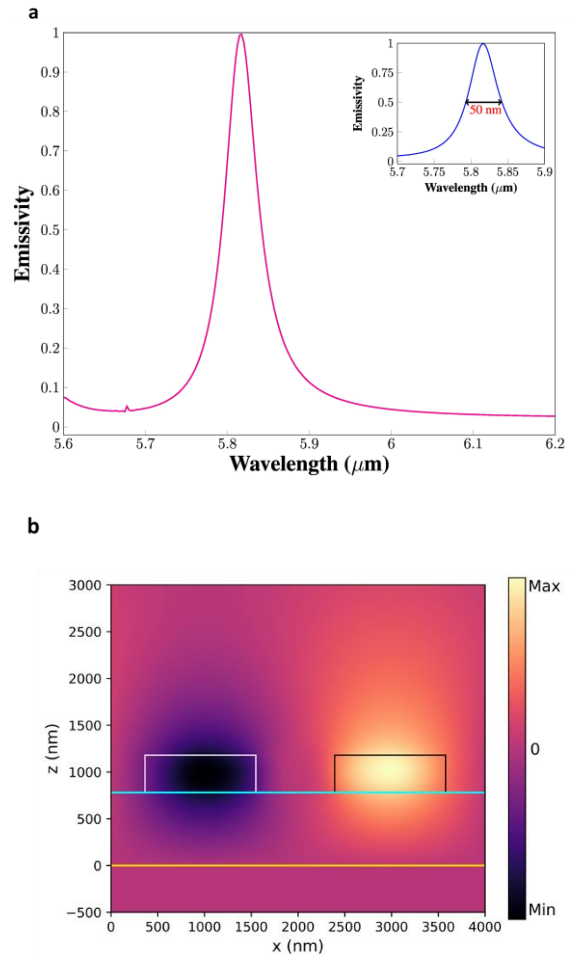 a
Emissivity
1
0.9
0.8
0.7
0.6
0.5
0.4
0.3
0.2
0.1
0
5.6 5.7 5.8 5.9 6 6.1 6.2
Wavelength (μm)
Emissivity
1
0.75
0.5
0.25
0
50 nm
5.7 5.75 5.8 5.85 5.9
Wavelength (μm)
b
z (nm)
3000
2500
2000
1500
1000
500
0
−500
0 500 1000 1500 2000 2500 3000 3500 4000
x (nm)
Max
0
Min